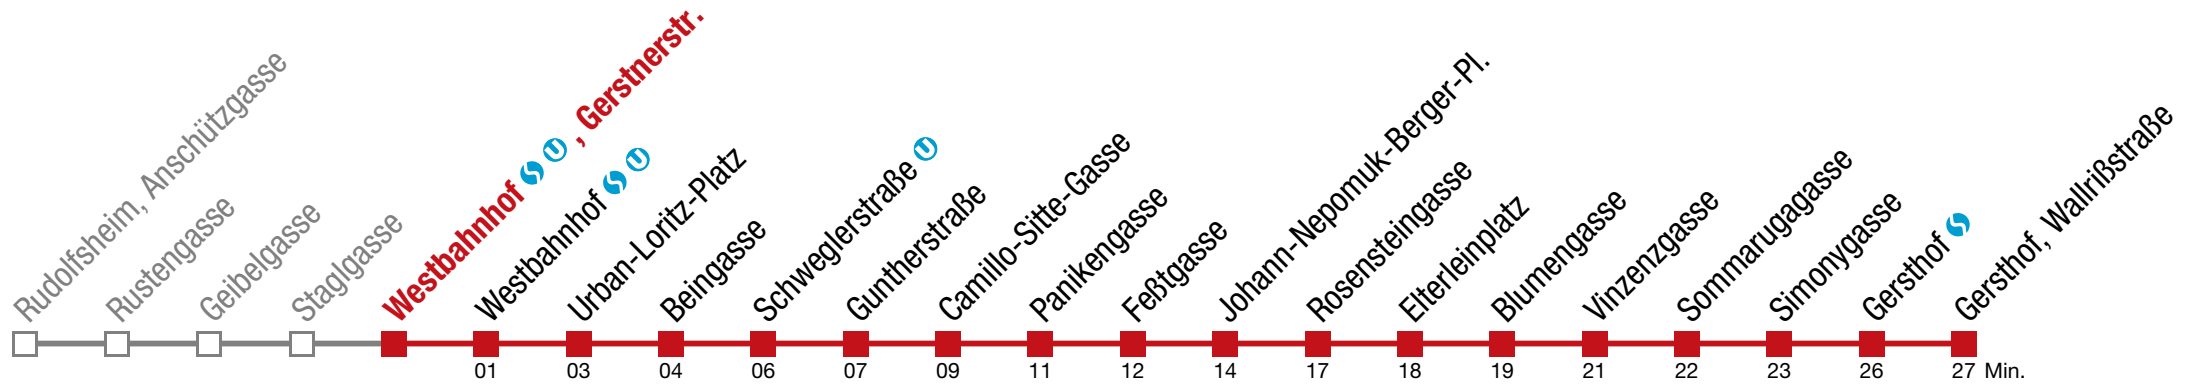 Rudolfsheim, Anschützgasse
Rustengasse
Geibelgasse
Staglgasse
Westbahnhof S U , Gerstnerstr.
Westbahnhof S U
Urban-Loritz-Platz
Beingasse
Schweglerstraße U
Guntherstraße
Camillo-Sitte-Gasse
Panikengasse
Feßtgasse
Johann-Nepomuk-Berger-Pl.
Rosensteingasse
Elterleinplatz
Blumengasse
Vinzenzgasse
Sommarugagasse
Simonygasse
Gersthof S
Gersthof, Wallrißstraße
01 03 04 06 07 09 11 12 14 17 18 19 21 22 23 26 27 Min.